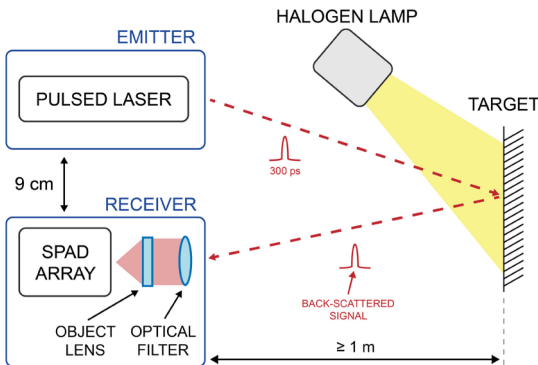 HALOGEN LAMP
EMITTER
PULSED LASER
TARGET
300 ps
9 cm
RECEIVER
SPAD
ARRAY
OBJECT
LENS
OPTICAL
FILTER
BACK-SCATTERED
SIGNAL
≥ 1 m